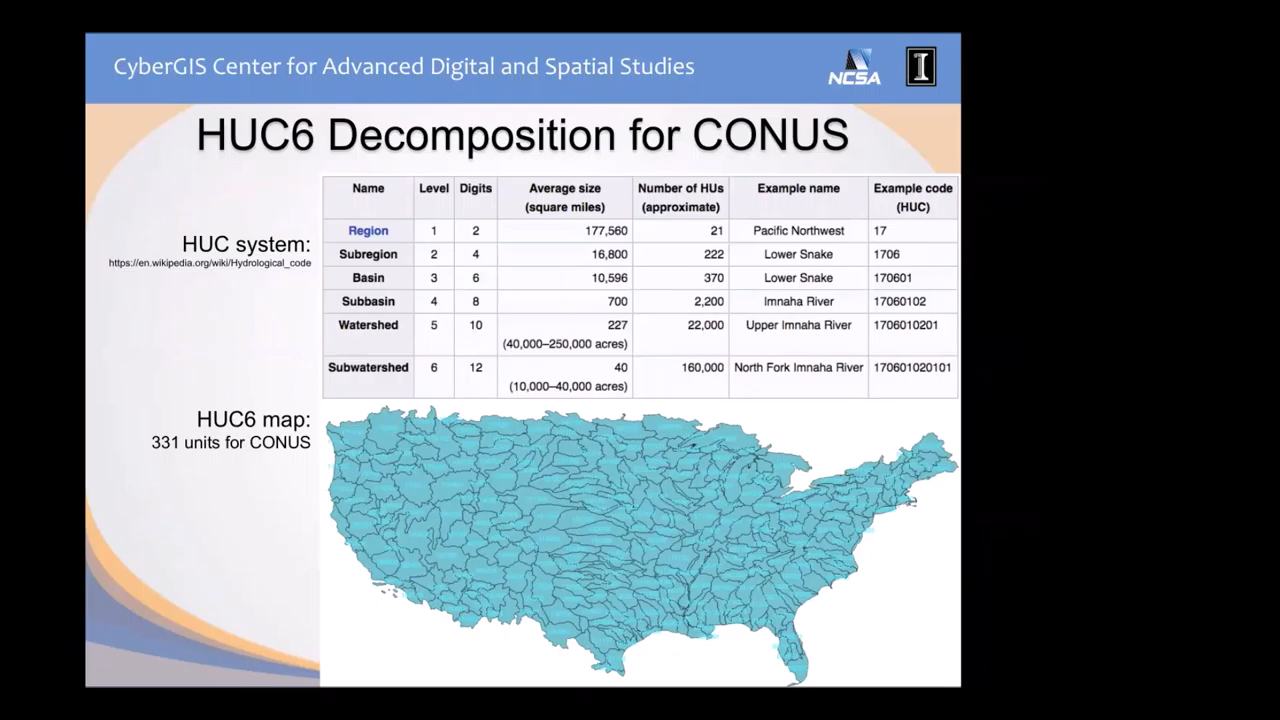 CyberGIS Center for Advanced Digital and Spatial Studies
NCSA
I
HUC6 Decomposition for CONUS
HUC system:
https://en.wikipedia.org/wiki/Hydrological_code
Name Level Digits Average size (square miles) Number of HUs (approximate) Example name Example code (HUC)
Region 1 2 177,560 21 Pacific Northwest 17
Subregion 2 4 16,800 222 Lower Snake 1706
Basin 3 6 10,596 370 Lower Snake 170601
Subbasin 4 8 700 2,200 Imnaha River 17060102
Watershed 5 10 227 (40,000–250,000 acres) 22,000 Upper Imnaha River 1706010201
Subwatershed 6 12 40 (10,000–40,000 acres) 160,000 North Fork Imnaha River 170601020101
HUC6 map:
331 units for CONUS